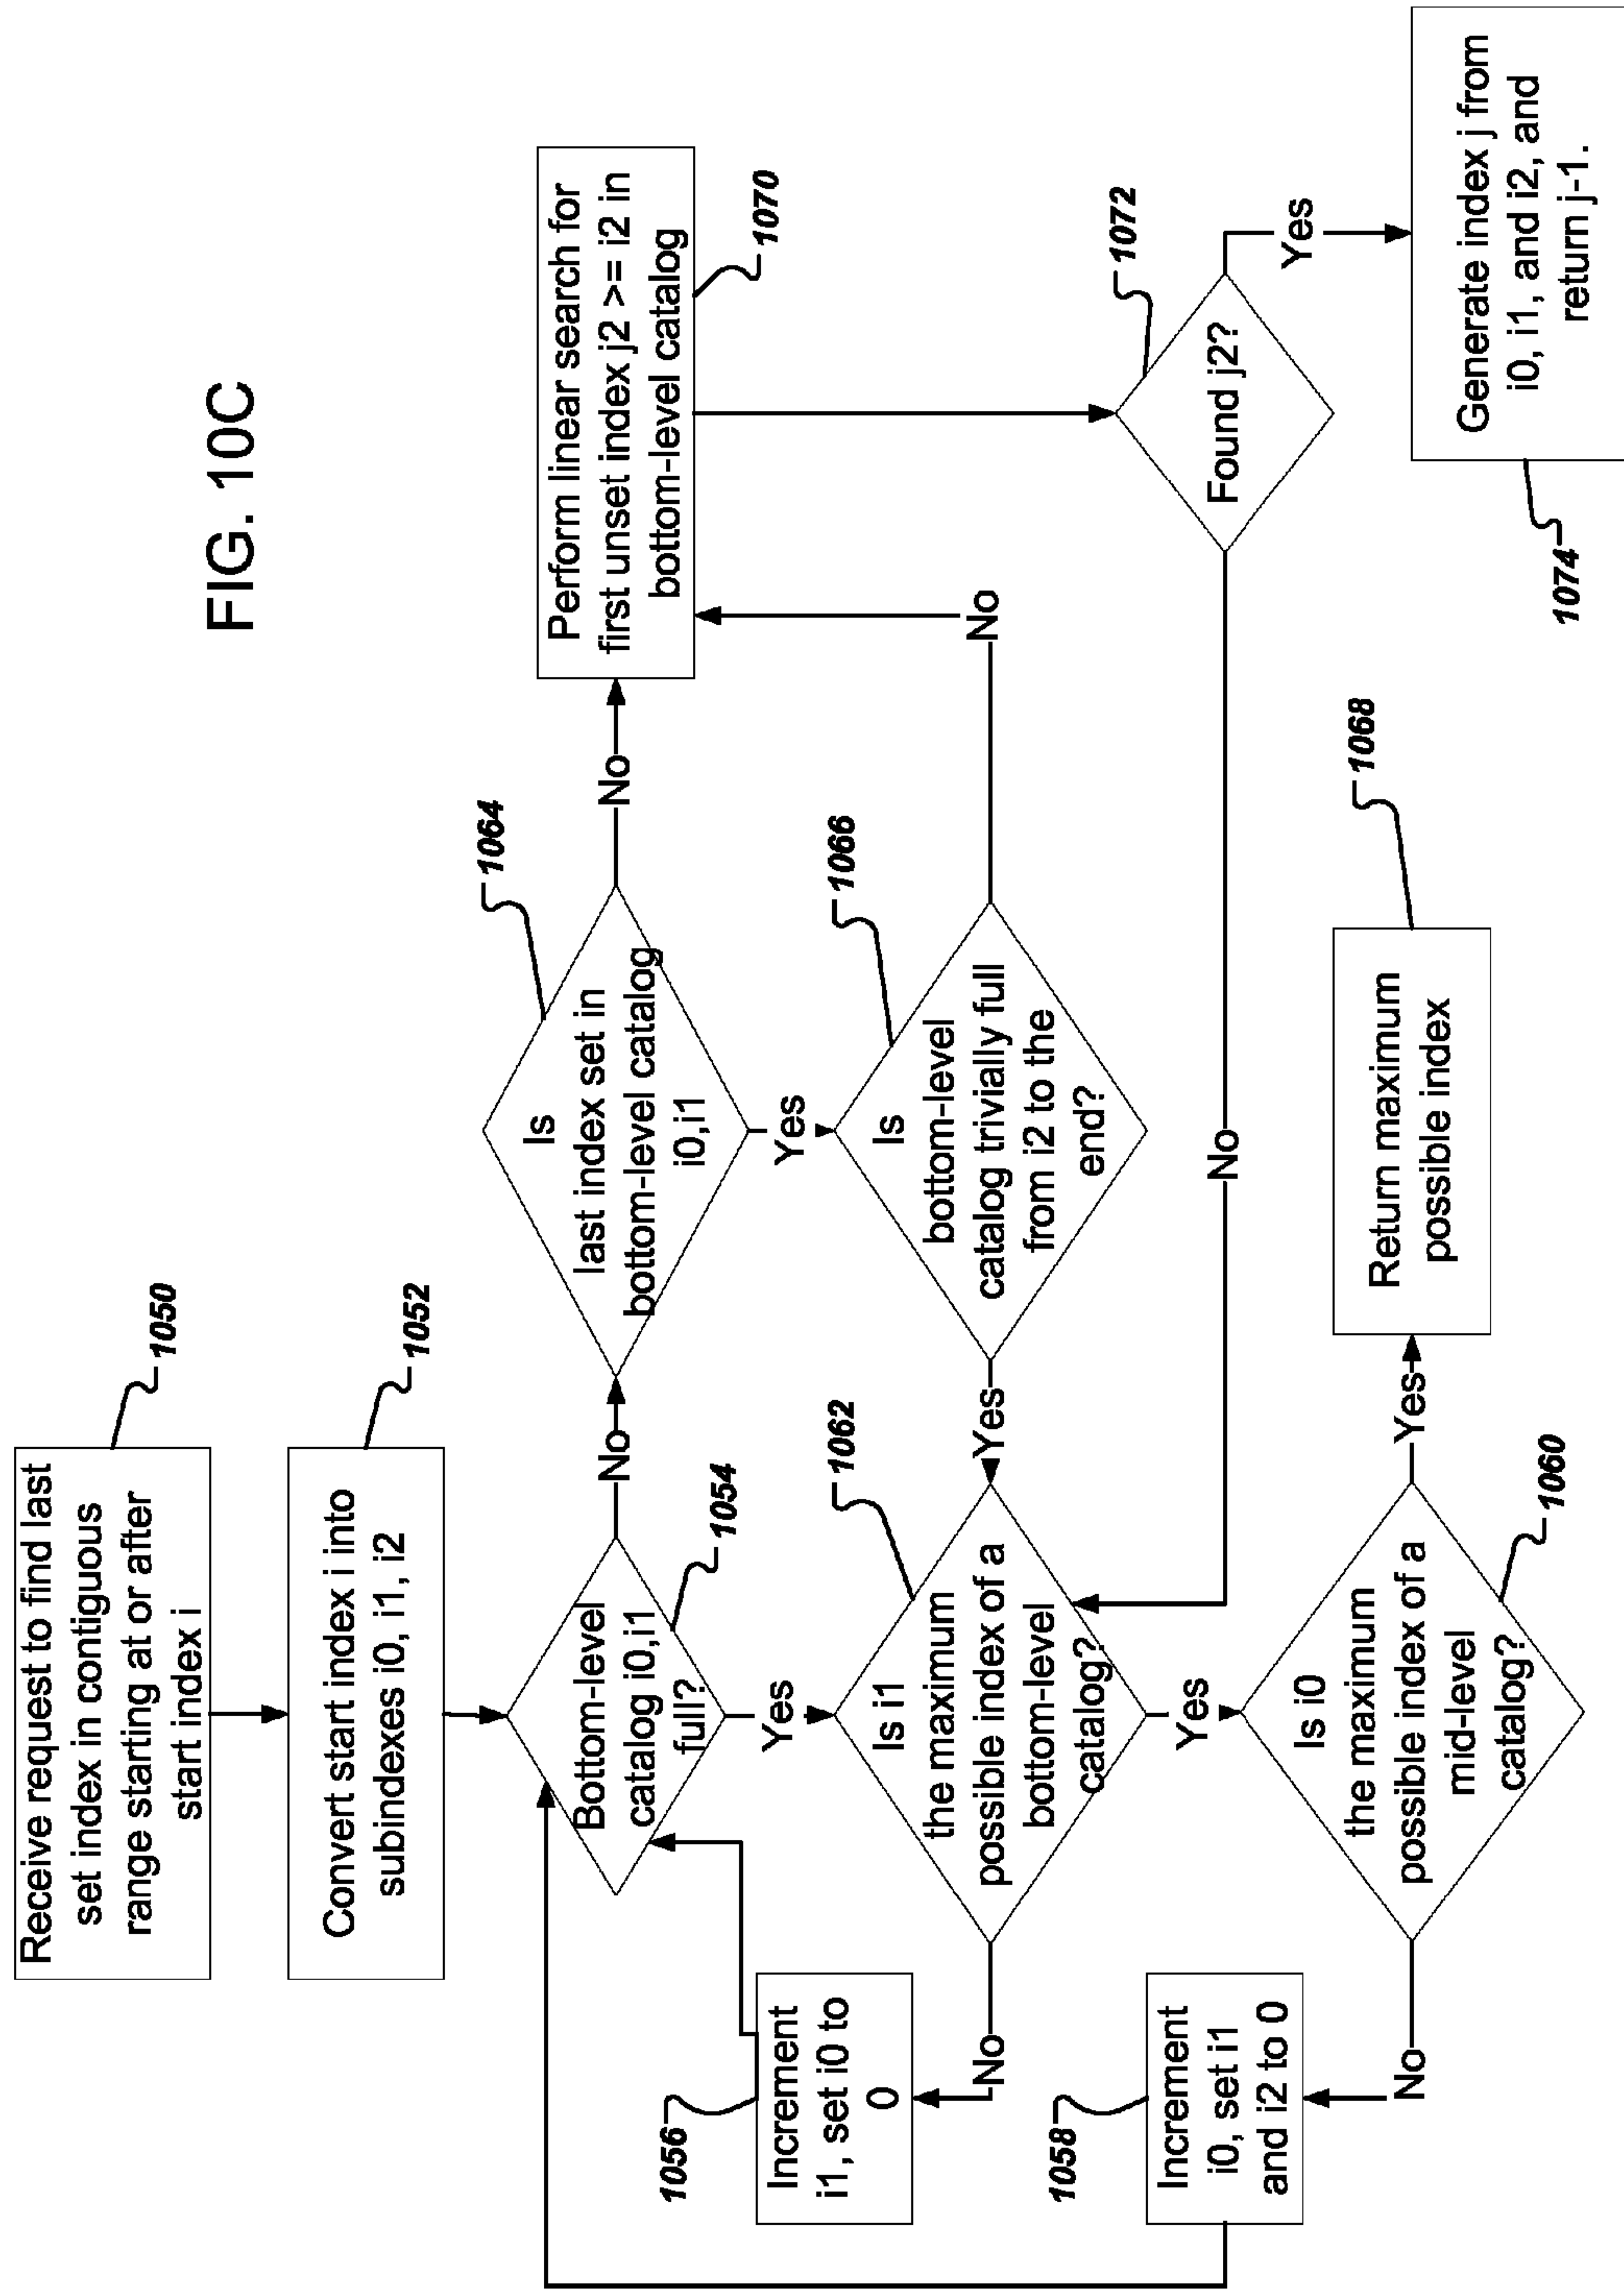 FIG. 10C
Receive request to find last
set index in contiguous
range starting at or after
start index i
1050
Convert start index i into
subindexes i0, i1, i2
1052
Bottom-level
catalog i0,i1
full?
1054
No
Yes
Is
last index set in
bottom-level catalog
i0,i1
1064
No
Yes
Perform linear search for
first unset index j2 >= i2 in
bottom-level catalog
1070
1056
Increment
i1, set i0 to
0
No
Is i1
the maximum
possible index of a
bottom-level
catalog?
1062
Yes
Yes
Is
bottom-level
catalog trivially full
from i2 to the
end?
1066
No
Found j2?
1072
No
Yes
1058
Increment
i0, set i1
and i2 to 0
No
Is i0
the maximum
possible index of a
mid-level
catalog?
1060
Yes
Return maximum
possible index
1068
Generate index j from
i0, i1, and i2, and
return j-1.
1074